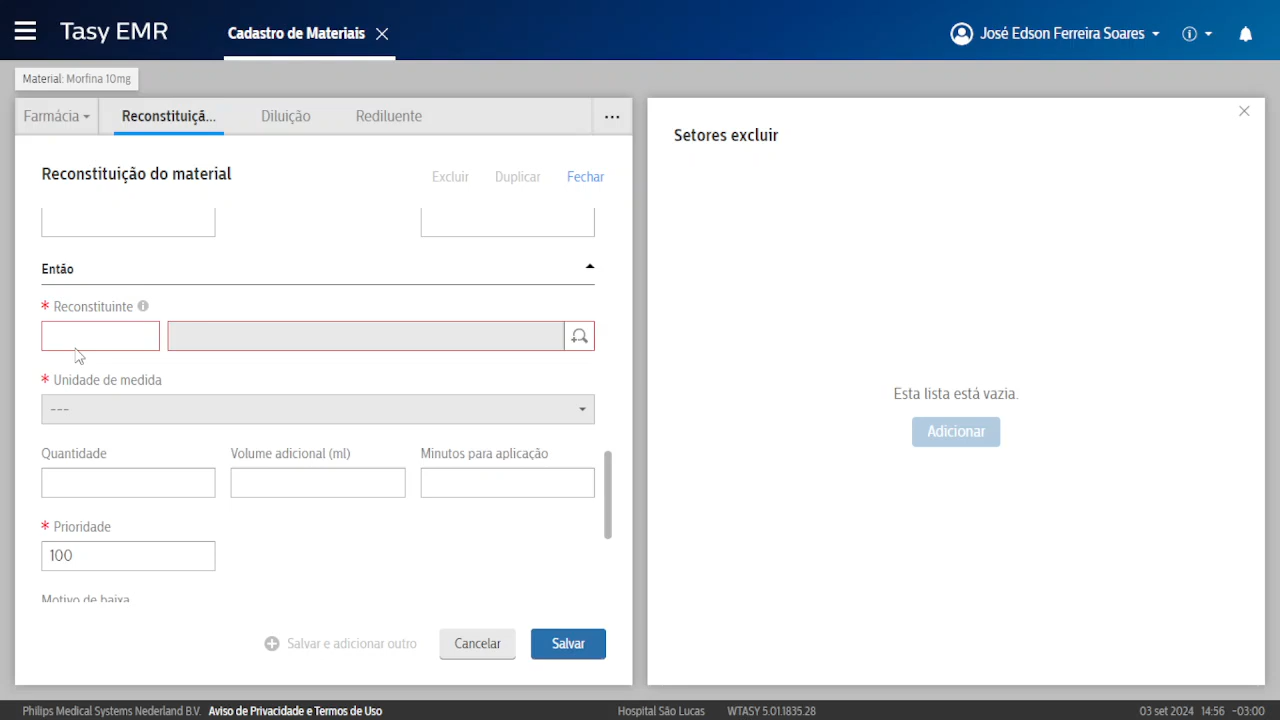 Tasy EMR
Cadastro de Materiais
José Edson Ferreira Soares
Material: Morfina 10mg
Farmácia
Reconstituiçã...
Diluição
Rediluente
...
Reconstituição do material
Excluir
Duplicar
Fechar
Então
* Reconstituinte
* Unidade de medida
---
Quantidade
Volume adicional (ml)
Minutos para aplicação
* Prioridade
100
Motivo de baixa
Salvar e adicionar outro
Cancelar
Salvar
Setores excluir
Esta lista está vazia.
Adicionar
Philips Medical Systems Nederland B.V. Aviso de Privacidade e Termos de Uso
Hospital São Lucas
WTASY 5.01.1835.28
03 set 2024 14:56 -03:00